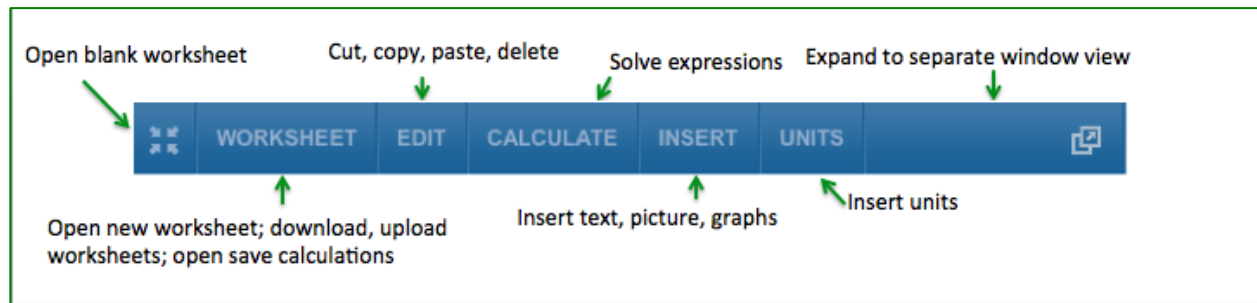 Open blank worksheet
Cut, copy, paste, delete
Solve expressions
Expand to separate window view
WORKSHEET
EDIT
CALCULATE
INSERT
UNITS
Open new worksheet; download, upload
worksheets; open save calculations
Insert text, picture, graphs
Insert units